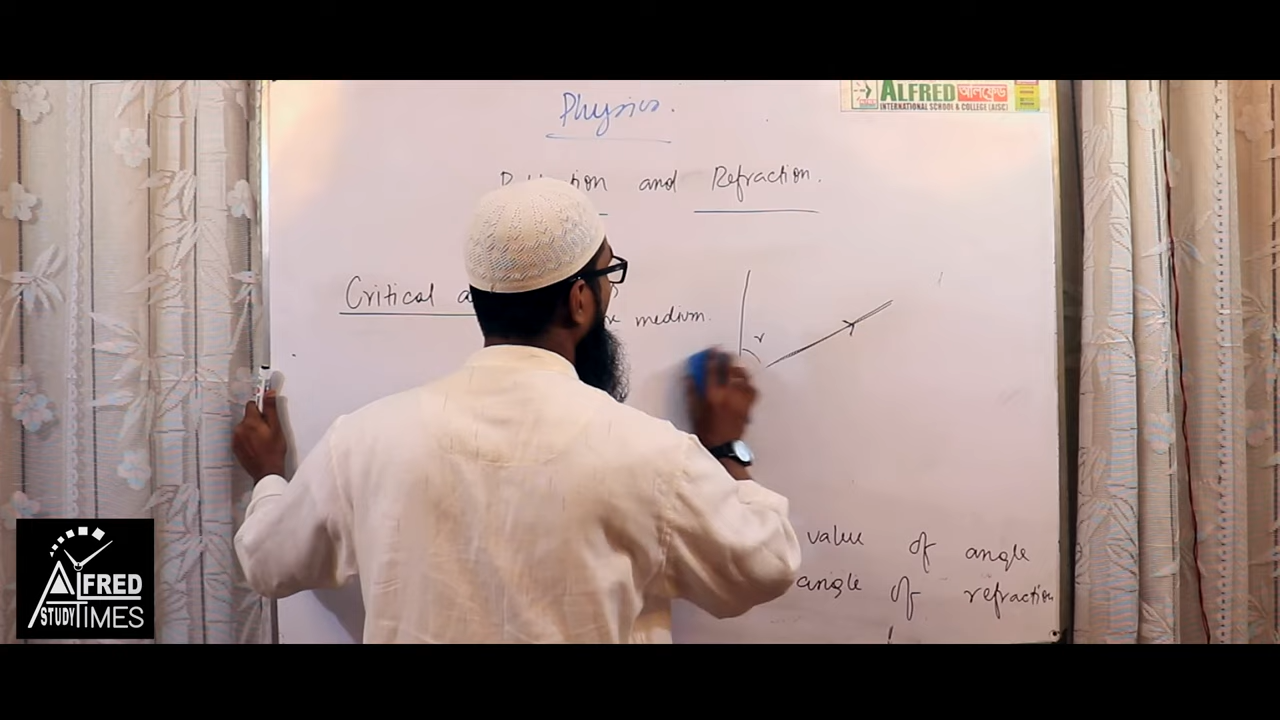 Physics.
ALFRED অলিফ্রেড
INTERNATIONAL SCHOOL & COLLEGE (AISC)
and Refraction.
Critical
medium.
r
value of angle
angle of refraction
ALFRED
STUDY TIMES